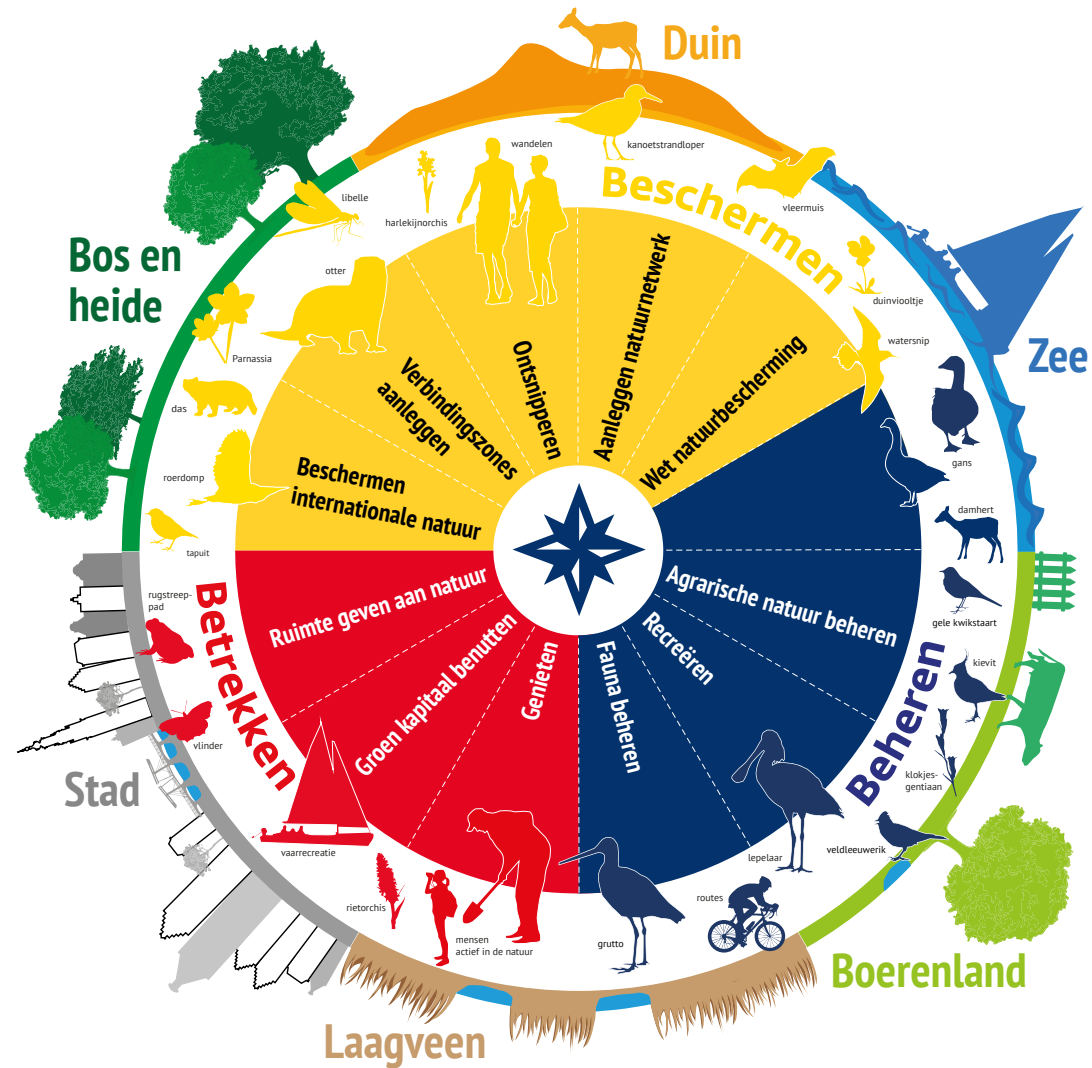 Duin
Zee
Boerenland
Laagveen
Stad
Bos en
heide
Beschermen
Beheren
Betrekken
Aanleggen natuurnetwerk
Wet natuurbescherming
Agrarische natuur beheren
Recreëren
Fauna beheren
Genieten
Groen kapitaal benutten
Ruimte geven aan natuur
Beschermen
internationale natuur
Verbindingszones
aanleggen
Ontsnipperen
wandelen
kanoetstrandloper
vleermuis
duinviooltje
watersnip
gans
damhert
gele kwikstaart
kievit
klokjes-
gentiaan
veldleeuwerik
lepelaar
routes
grutto
mensen
actief in de natuur
rietorchis
vaarrecreatie
vlinder
rugstreep-
pad
tapuit
roerdomp
das
Parnassia
otter
libelle
harlekijnorchis